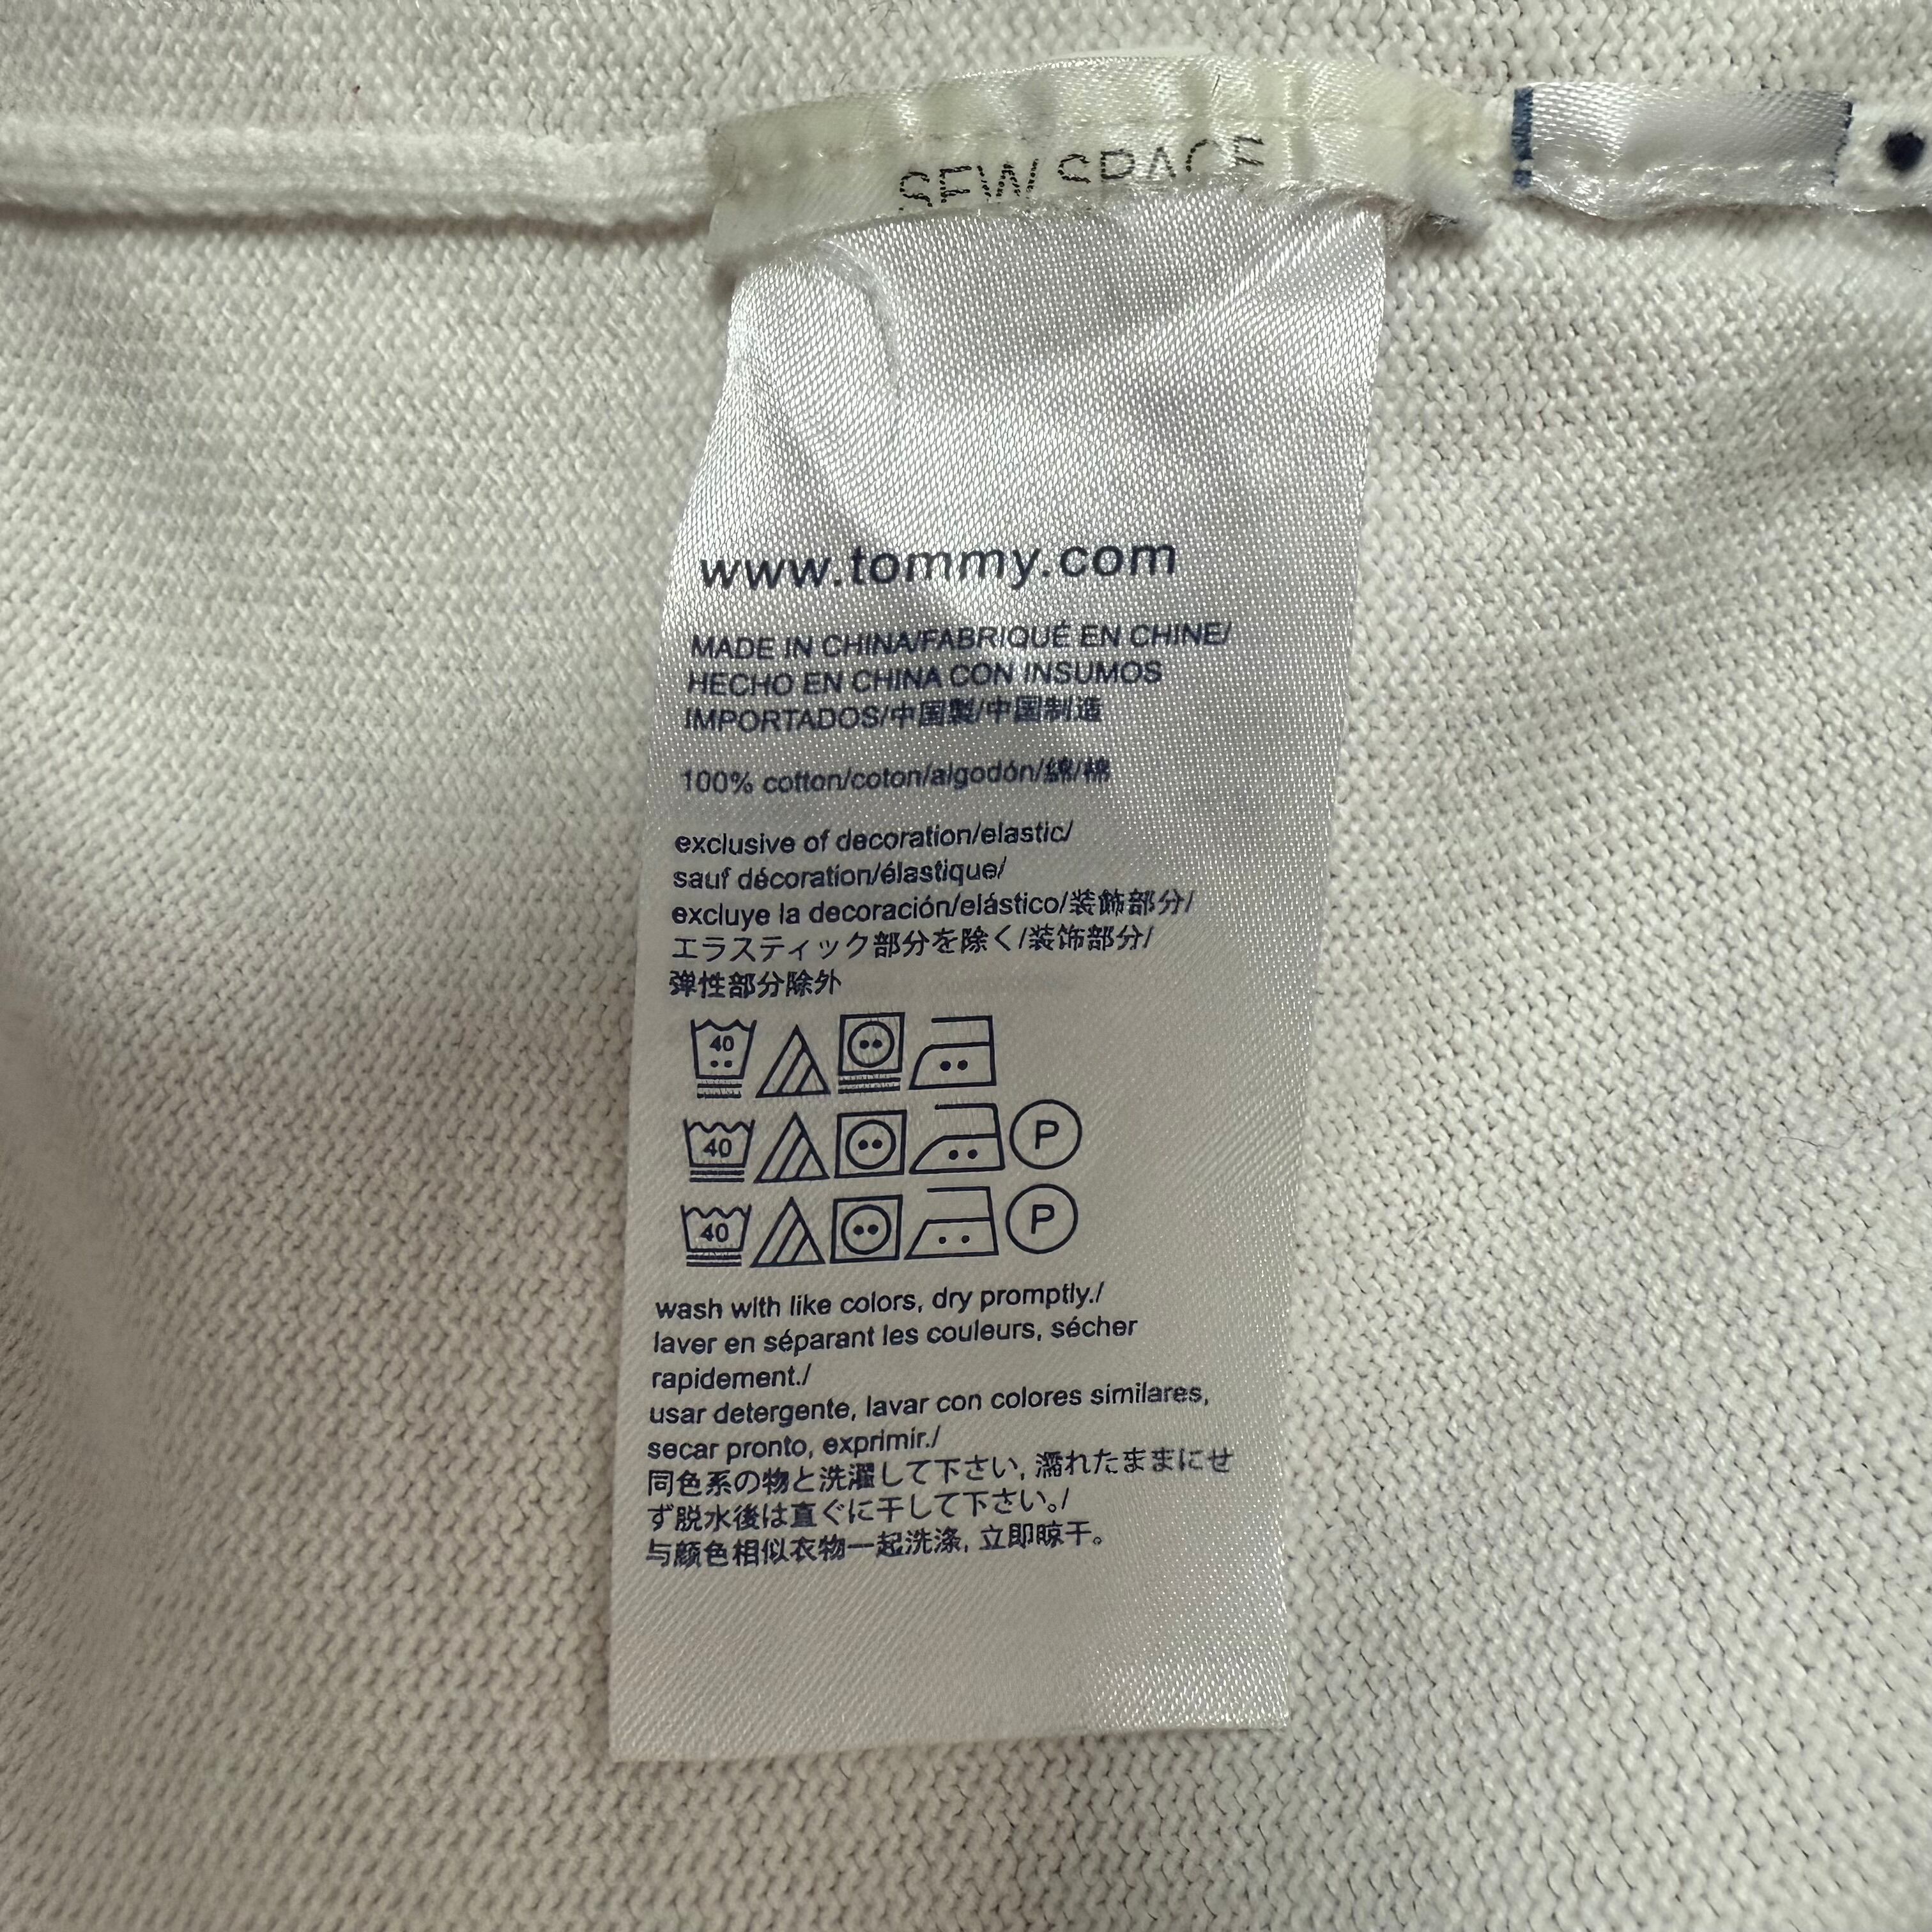 SEW SPACE
www.tommy.com
MADE IN CHINA/FABRIQUÉ EN CHINE/
HECHO EN CHINA CON INSUMOS
IMPORTADOS/中国製/中国制造
100% cotton/coton/algodón/綿/棉
exclusive of decoration/elastic/
sauf décoration/élastique/
excluye la decoración/elástico/装飾部分/
エラスティック部分を除く/装饰部分/
弹性部分除外
40
40 P
40 P
wash with like colors, dry promptly./
laver en séparant les couleurs, sécher
rapidement./
usar detergente, lavar con colores similares,
secar pronto, exprimir./
同色系の物と洗濯して下さい, 濡れたままにせ
ず脱水後は直ぐに干して下さい。/
与颜色相似衣物一起洗涤, 立即晾干。